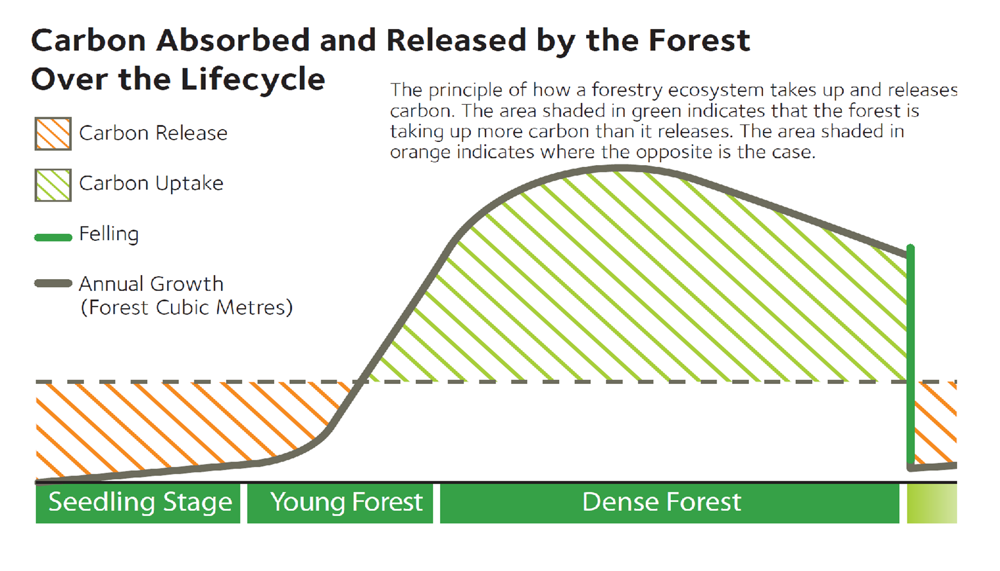 Carbon Absorbed and Released by the Forest
Over the Lifecycle
The principle of how a forestry ecosystem takes up and releases
carbon. The area shaded in green indicates that the forest is
taking up more carbon than it releases. The area shaded in
orange indicates where the opposite is the case.
Carbon Release
Carbon Uptake
Felling
Annual Growth
(Forest Cubic Metres)
Seedling Stage
Young Forest
Dense Forest